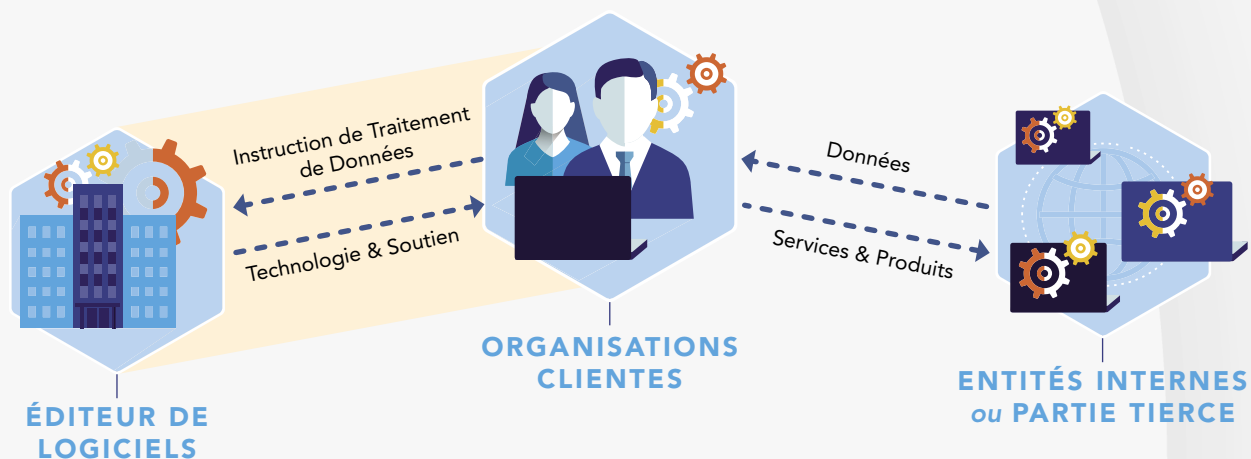 Instruction de Traitement
de Données
Technologie & Soutien
Données
Services & Produits
ÉDITEUR DE
LOGICIELS
ORGANISATIONS
CLIENTES
ENTITÉS INTERNES
ou PARTIE TIERCE